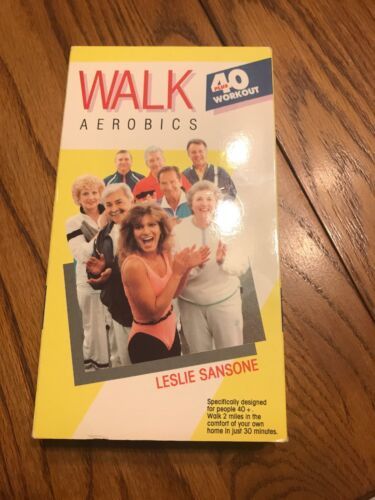 WALK
40
PLUS
WORKOUT
AEROBICS
LESLIE SANSONE
Specifically designed
for people 40 +.
Walk 2 miles in the
comfort of your own
home in just 30 minutes.